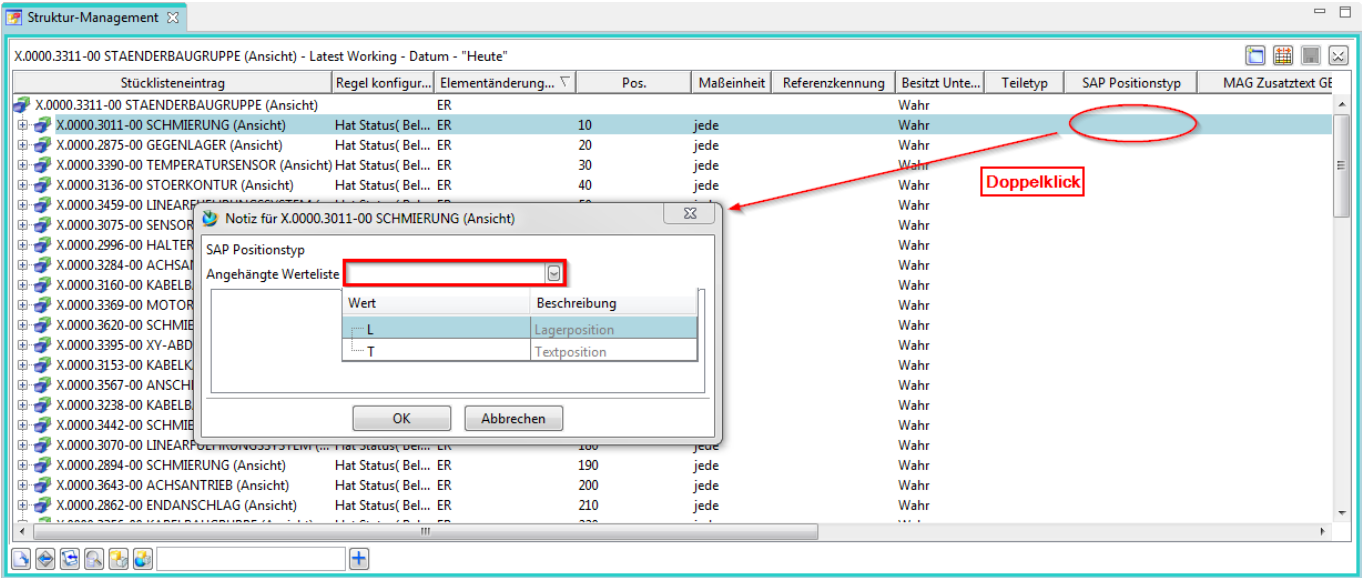 Struktur-Management
X.0000.3311-00 STAENDERBAUGRUPPE (Ansicht) - Latest Working - Datum - "Heute"
Stücklisteneintrag Regel konfigur... Elementänderung... Pos. Maßeinheit Referenzkennung Besitzt Unte... Teiletyp SAP Positionstyp MAG Zusatztext GE
X.0000.3311-00 STAENDERBAUGRUPPE (Ansicht) ER Wahr
X.0000.3011-00 SCHMIERUNG (Ansicht) Hat Status( Bel... ER 10 jede Wahr
X.0000.2875-00 GEGENLAGER (Ansicht) Hat Status( Bel... ER 20 jede Wahr
X.0000.3390-00 TEMPERATURSENSOR (Ansicht) Hat Status( Bel... ER 30 jede Wahr
X.0000.3136-00 STOERKONTUR (Ansicht) Hat Status( Bel... ER 40 jede Wahr
Doppelklick
X.0000.3459-00 Wahr
X.0000.3075-00 SENSOR Wahr
X.0000.2996-00 HALTER Wahr
X.0000.3284-00 ACHSAN Wahr
X.0000.3160-00 KABELB Wahr
X.0000.3369-00 MOTOR Wahr
X.0000.3620-00 SCHMIE Wahr
X.0000.3395-00 XY-ABD Wahr
X.0000.3153-00 KABELK Wahr
X.0000.3567-00 ANSCH Wahr
X.0000.3238-00 KABELB Wahr
X.0000.3442-00 SCHMIE Wahr
Notiz für X.0000.3011-00 SCHMIERUNG (Ansicht)
SAP Positionstyp
Angehängte Werteliste
Wert Beschreibung
L Lagerposition
T Textposition
OK Abbrechen
X.0000.3070-00 LINEARFUEHRUNGSSYSTEM (... Hat Status( Bel... ER 180 jede Wahr
X.0000.2894-00 SCHMIERUNG (Ansicht) Hat Status( Bel... ER 190 jede Wahr
X.0000.3643-00 ACHSANTRIEB (Ansicht) Hat Status( Bel... ER 200 jede Wahr
X.0000.2862-00 ENDANSCHLAG (Ansicht) Hat Status( Bel... ER 210 jede Wahr